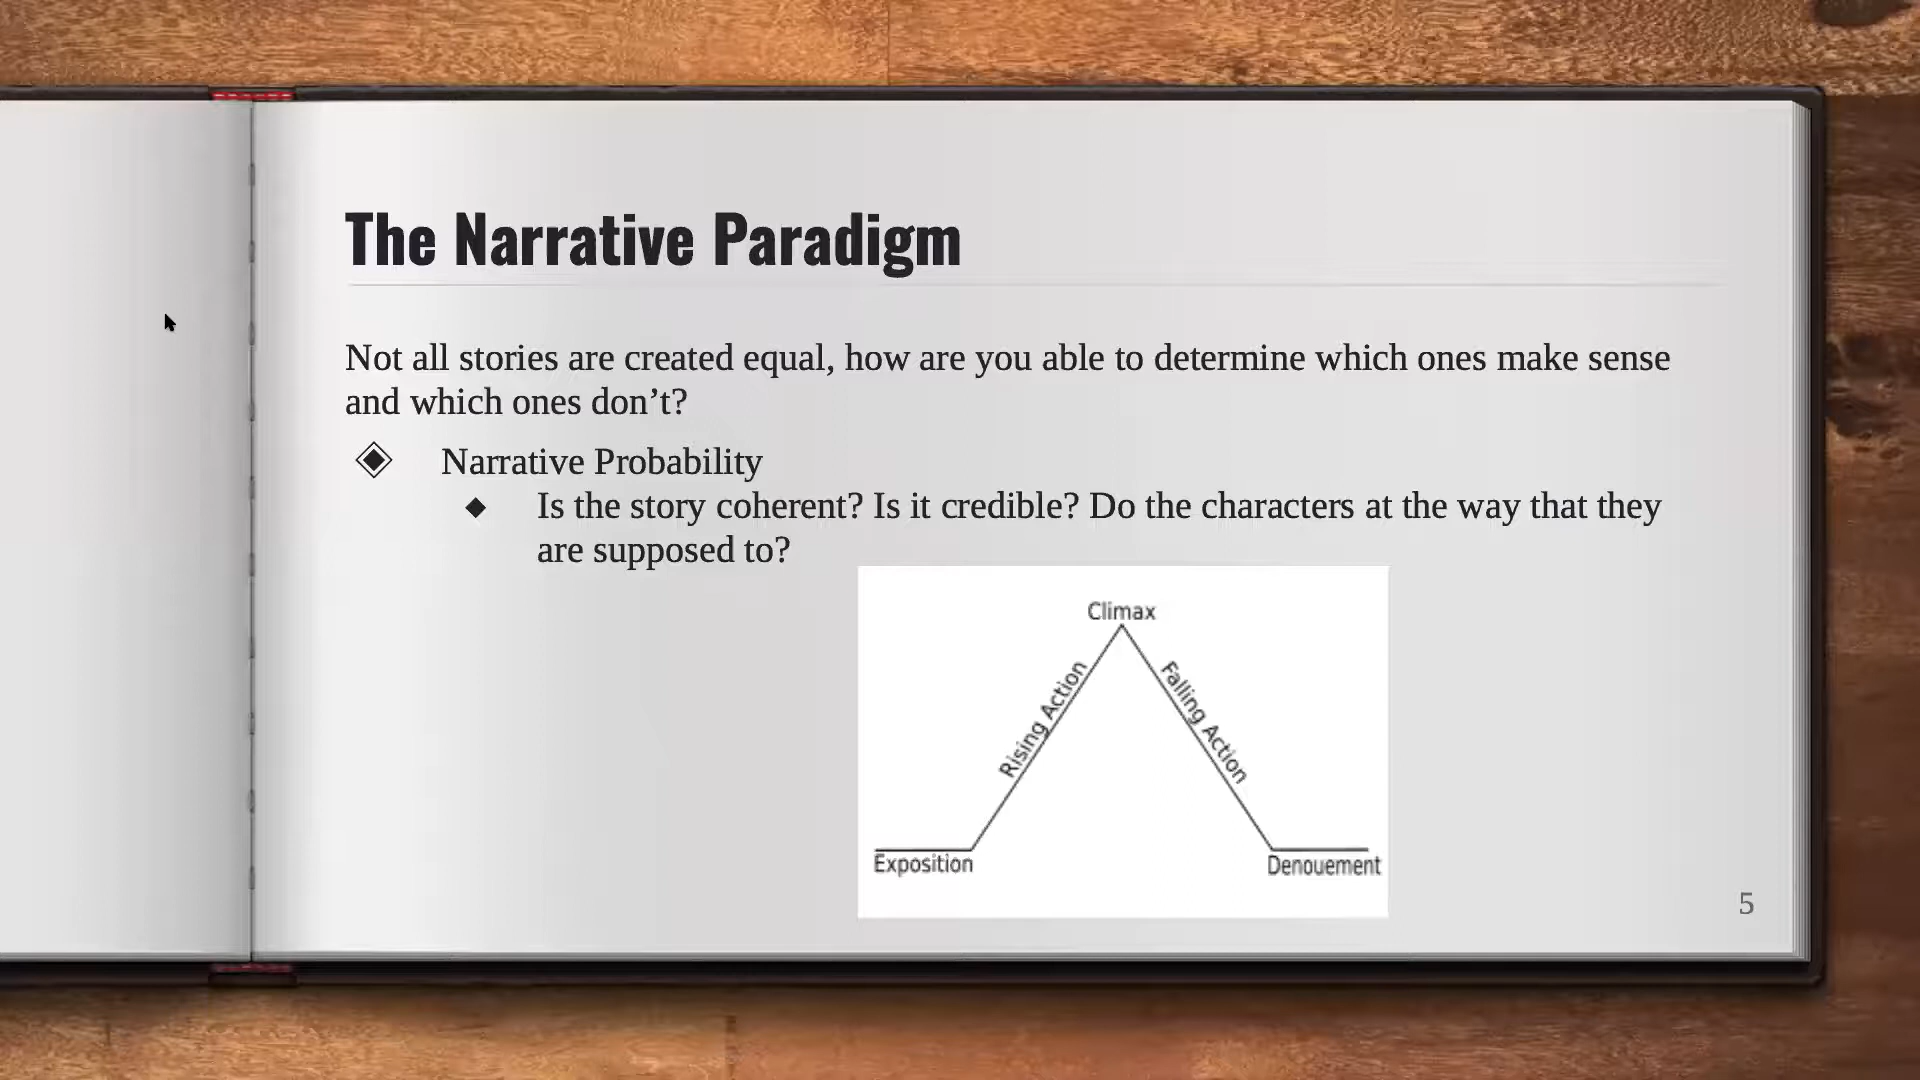 The Narrative Paradigm
Not all stories are created equal, how are you able to determine which ones make sense
and which ones don’t?
Narrative Probability
Is the story coherent? Is it credible? Do the characters at the way that they
are supposed to?
Climax
Rising Action
Falling Action
Exposition
Denouement
5